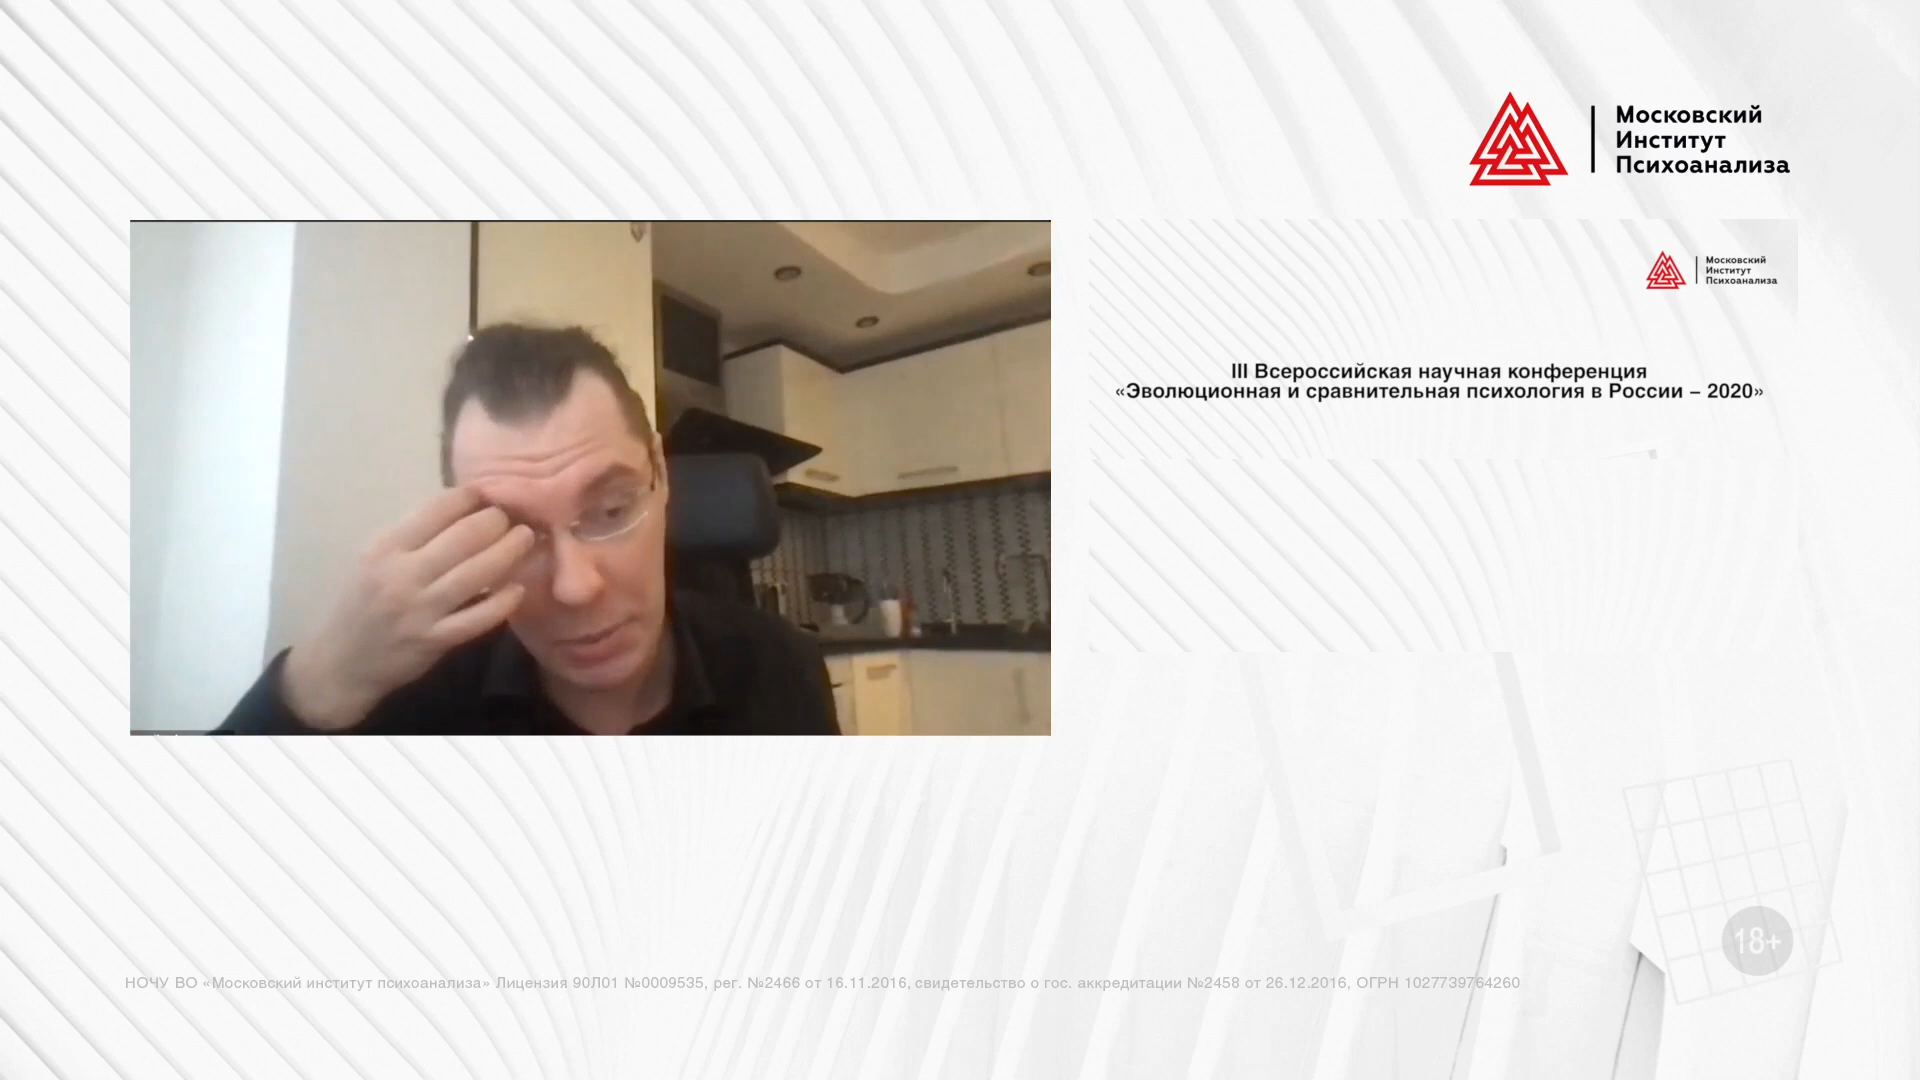 Московский
Институт
Психоанализа
Московский
Институт
Психоанализа
III Всероссийская научная конференция
«Эволюционная и сравнительная психология в России – 2020»
18+
НОЧУ ВО «Московский институт психоанализа» Лицензия 90Л01 №0009535, рег. №2466 от 16.11.2016, свидетельство о гос. аккредитации №2458 от 26.12.2016, ОГРН 1027739764260